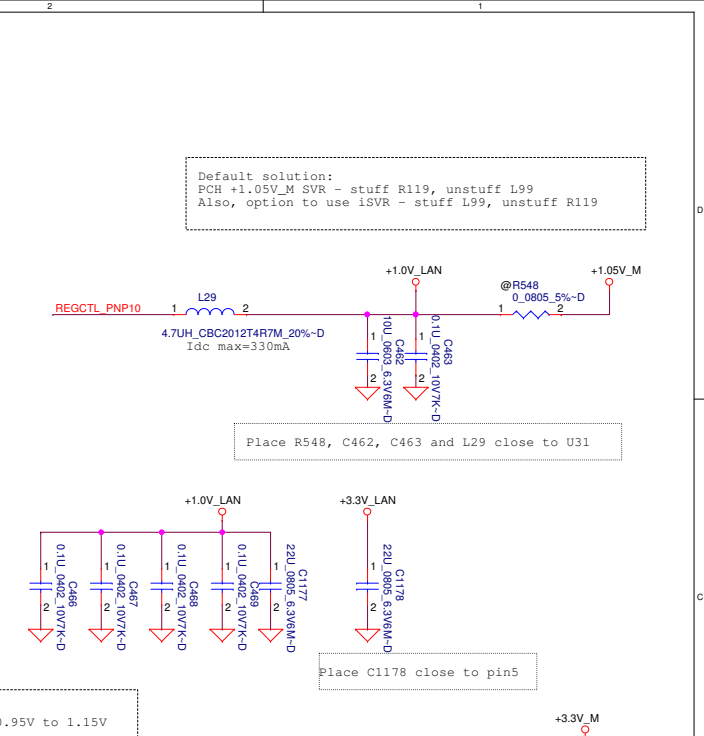 2
1
Default solution:
PCH +1.05V_M SVR - stuff R119, unstuff L99
Also, option to use iSVR - stuff L99, unstuff R119
D
+1.0V_LAN
+1.05V_M
@R548
0_0805_5%~D
REGCTL_PNP10
1
L29
2
1
2
4.7UH_CBC2012T4R7M_20%~D
Idc max=330mA
1
2
C462
10U_0603_6.3V6M~D
1
2
C463
0.1U_0402_10V7K~D
Place R548, C462, C463 and L29 close to U31
+1.0V_LAN
+3.3V_LAN
1
2
C466
0.1U_0402_10V7K~D
1
2
C467
0.1U_0402_10V7K~D
1
2
C468
0.1U_0402_10V7K~D
1
2
C469
0.1U_0402_10V7K~D
1
2
C1177
22U_0805_6.3V6M~D
1
2
C1178
22U_0805_6.3V6M~D
C
Place C1178 close to pin5
0.95V to 1.15V
+3.3V_M